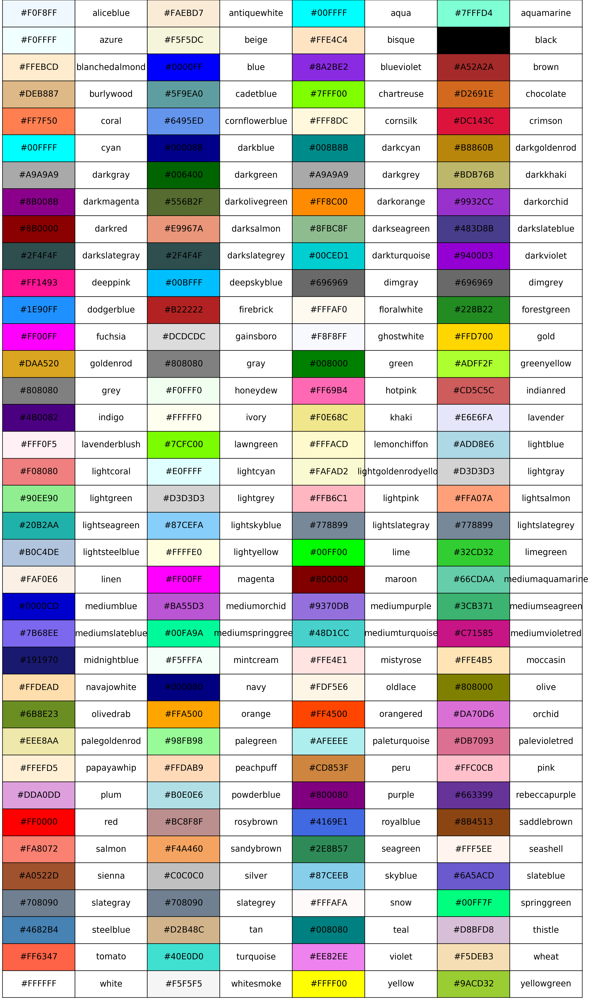 #F0F8FF aliceblue #FAEBD7 antiquewhite #00FFFF aqua #7FFFD4 aquamarine
#F0FFFF azure #F5F5DC beige #FFE4C4 bisque black
#FFEBCD blanchedalmond #0000FF blue #8A2BE2 blueviolet #A52A2A brown
#DEB887 burlywood #5F9EA0 cadetblue #7FFF00 chartreuse #D2691E chocolate
#FF7F50 coral #6495ED cornflowerblue #FFF8DC cornsilk #DC143C crimson
#00FFFF cyan #00008B darkblue #008B8B darkcyan #B8860B darkgoldenrod
#A9A9A9 darkgray #006400 darkgreen #A9A9A9 darkgrey #BDB76B darkkhaki
#8B008B darkmagenta #556B2F darkolivegreen #FF8C00 darkorange #9932CC darkorchid
#8B0000 darkred #E9967A darksalmon #8FBC8F darkseagreen #483D8B darkslateblue
#2F4F4F darkslategray #2F4F4F darkslategrey #00CED1 darkturquoise #9400D3 darkviolet
#FF1493 deeppink #00BFFF deepskyblue #696969 dimgray #696969 dimgrey
#1E90FF dodgerblue #B22222 firebrick #FFFAF0 floralwhite #228B22 forestgreen
#FF00FF fuchsia #DCDCDC gainsboro #F8F8FF ghostwhite #FFD700 gold
#DAA520 goldenrod #808080 gray #008000 green #ADFF2F greenyellow
#808080 grey #F0FFF0 honeydew #FF69B4 hotpink #CD5C5C indianred
#4B0082 indigo #FFFFF0 ivory #F0E68C khaki #E6E6FA lavender
#FFF0F5 lavenderblush #7CFC00 lawngreen #FFFACD lemonchiffon #ADD8E6 lightblue
#F08080 lightcoral #E0FFFF lightcyan #FAFAD2 lightgoldenrodyello #D3D3D3 lightgray
#90EE90 lightgreen #D3D3D3 lightgrey #FFB6C1 lightpink #FFA07A lightsalmon
#20B2AA lightseagreen #87CEFA lightskyblue #778899 lightslategray #778899 lightslategrey
#B0C4DE lightsteelblue #FFFFE0 lightyellow #00FF00 lime #32CD32 limegreen
#FAF0E6 linen #FF00FF magenta #800000 maroon #66CDAA mediumaquamarine
#0000CD mediumblue #BA55D3 mediumorchid #9370DB mediumpurple #3CB371 mediumseagreen
#7B68EE mediumslateblue #00FA9A mediumspringgree #48D1CC mediumturquoise #C71585 mediumvioletred
#191970 midnightblue #F5FFFA mintcream #FFE4E1 mistyrose #FFE4B5 moccasin
#FFDEAD navajowhite #000080 navy #FDF5E6 oldlace #808000 olive
#6B8E23 olivedrab #FFA500 orange #FF4500 orangered #DA70D6 orchid
#EEE8AA palegoldenrod #98FB98 palegreen #AFEEEE paleturquoise #DB7093 palevioletred
#FFEFD5 papayawhip #FFDAB9 peachpuff #CD853F peru #FFC0CB pink
#DDA0DD plum #B0E0E6 powderblue #800080 purple #663399 rebeccapurple
#FF0000 red #BC8F8F rosybrown #4169E1 royalblue #8B4513 saddlebrown
#FA8072 salmon #F4A460 sandybrown #2E8B57 seagreen #FFF5EE seashell
#A0522D sienna #C0C0C0 silver #87CEEB skyblue #6A5ACD slateblue
#708090 slategray #708090 slategrey #FFFAFA snow #00FF7F springgreen
#4682B4 steelblue #D2B48C tan #008080 teal #D8BFD8 thistle
#FF6347 tomato #40E0D0 turquoise #EE82EE violet #F5DEB3 wheat
#FFFFFF white #F5F5F5 whitesmoke #FFFF00 yellow #9ACD32 yellowgreen